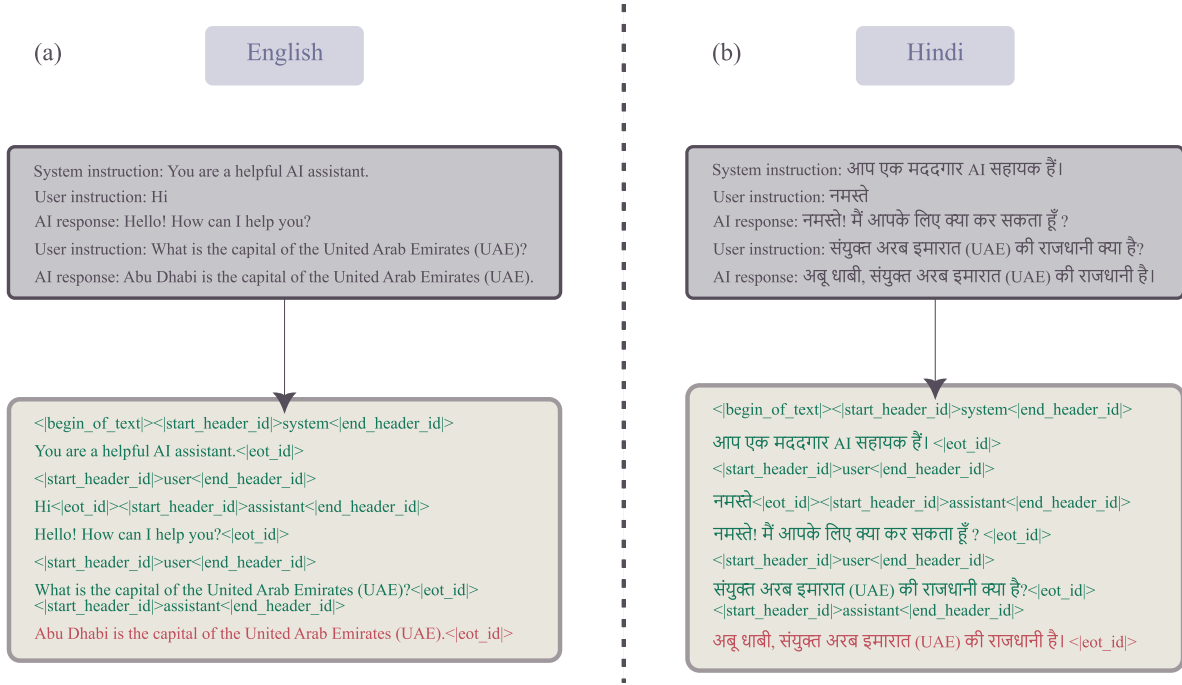 (a)
English
System instruction: You are a helpful AI assistant.
User instruction: Hi
AI response: Hello! How can I help you?
User instruction: What is the capital of the United Arab Emirates (UAE)?
AI response: Abu Dhabi is the capital of the United Arab Emirates (UAE).
<|begin_of_text|><|start_header_id|>system<|end_header_id|>
You are a helpful AI assistant.<|eot_id|>
<|start_header_id|>user<|end_header_id|>
Hi<|eot_id|><|start_header_id|>assistant<|end_header_id|>
Hello! How can I help you?<|eot_id|>
<|start_header_id|>user<|end_header_id|>
What is the capital of the United Arab Emirates (UAE)?<|eot_id|>
<|start_header_id|>assistant<|end_header_id|>
Abu Dhabi is the capital of the United Arab Emirates (UAE).<|eot_id|>
(b)
Hindi
System instruction: आप एक मददगार AI सहायक हैं।
User instruction: नमस्ते
AI response: नमस्ते! मैं आपके लिए क्या कर सकता हूँ ?
User instruction: संयुक्त अरब इमारात (UAE) की राजधानी क्या है?
AI response: अबू धाबी, संयुक्त अरब इमारात (UAE) की राजधानी है।
<|begin_of_text|><|start_header_id|>system<|end_header_id|>
आप एक मददगार AI सहायक हैं। <|eot_id|>
<|start_header_id|>user<|end_header_id|>
नमस्ते<|eot_id|><|start_header_id|>assistant<|end_header_id|>
नमस्ते! मैं आपके लिए क्या कर सकता हूँ ? <|eot_id|>
<|start_header_id|>user<|end_header_id|>
संयुक्त अरब इमारात (UAE) की राजधानी क्या है?<|eot_id|>
<|start_header_id|>assistant<|end_header_id|>
अबू धाबी, संयुक्त अरब इमारात (UAE) की राजधानी है। <|eot_id|>